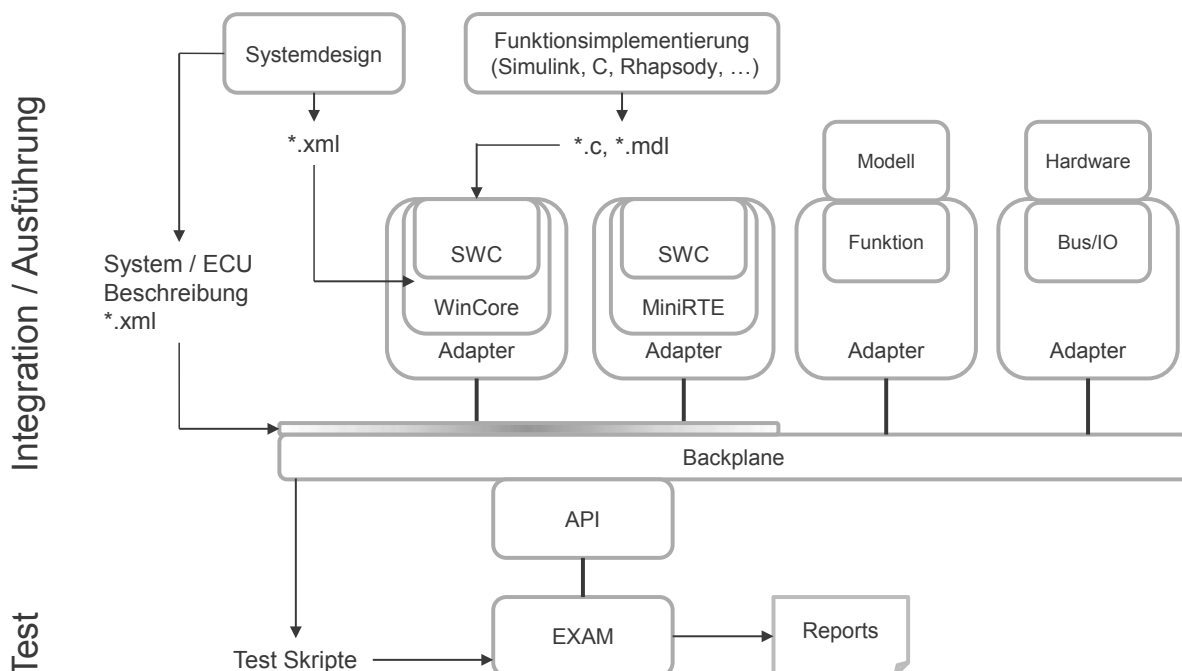 Integration / Ausführung
Systemdesign
Funktionsimplementierung
(Simulink, C, Rhapsody, …)
*.xml
*.c, *.mdl
Modell
Hardware
SWC
SWC
Funktion
Bus/IO
System / ECU
Beschreibung
*.xml
WinCore
MiniRTE
Adapter
Adapter
Adapter
Adapter
Backplane
API
Test
EXAM
Reports
Test Skripte